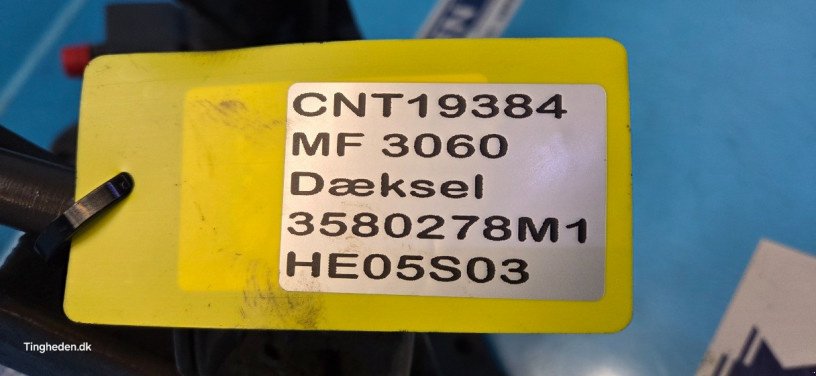 CNT19384
MF 3060
Dæksel
3580278M1
HE05S03
Tingheden.dk